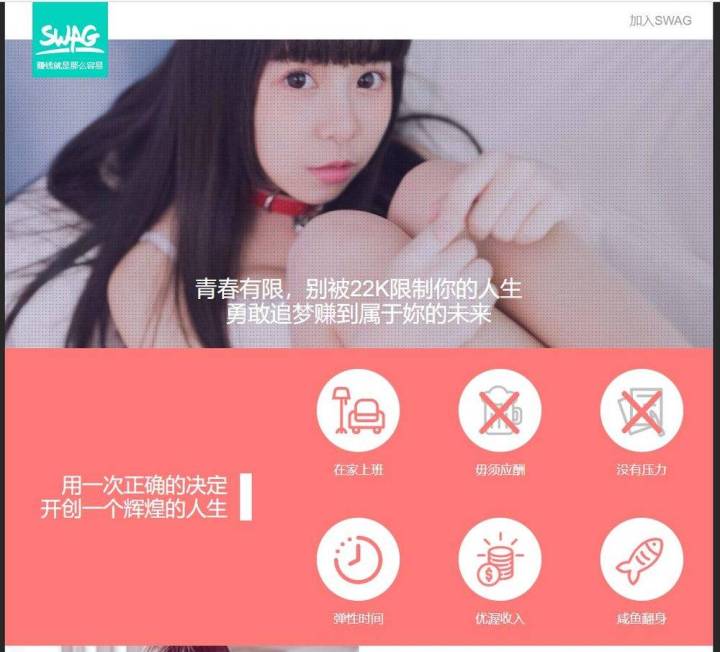 SWAG
赚钱就是那么容易
加入SWAG
青春有限，别被22K限制你的人生
勇敢追梦赚到属于妳的未来
用一次正确的决定
开创一个辉煌的人生
在家上班
毋须应酬
没有压力
弹性时间
优渥收入
咸鱼翻身